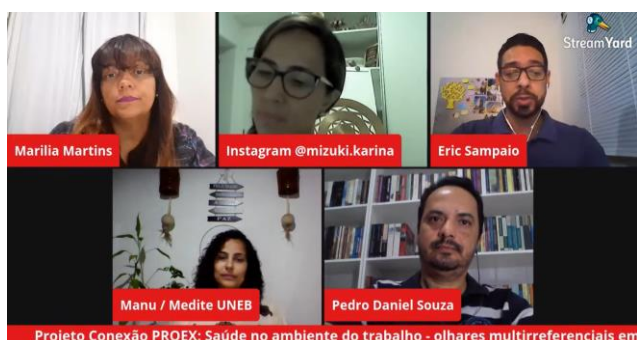 StreamYard
Marilia Martins
Instagram @mizuki.karina
Eric Sampaio
Manu / Medite UNEB
Pedro Daniel Souza
Projeto Conexão PROEX: Saúde no ambiente do trabalho - olhares multirreferenciais em